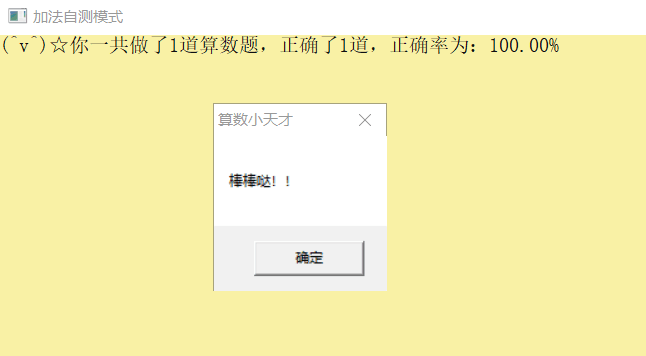 加法自测模式
(^v^)☆你一共做了1道算数题，正确了1道，正确率为：100.00%
算数小天才
棒棒哒！！
确定